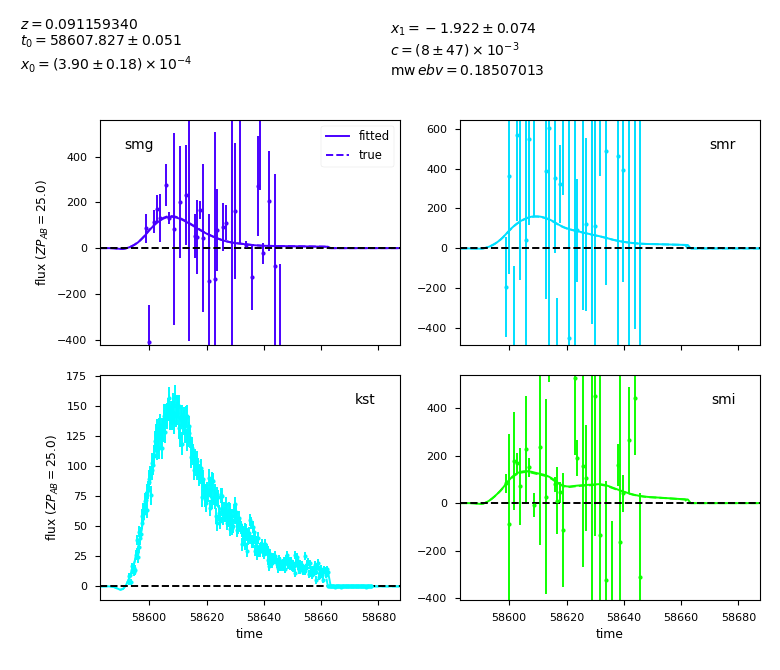 z = 0.091159340
t₀ = 58607.827 ± 0.051
x₀ = (3.90 ± 0.18) × 10⁻⁴
x₁ = −1.922 ± 0.074
c = (8 ± 47) × 10⁻³
mw ebv = 0.18507013
smg
fitted
true
flux (ZP_AB = 25.0)
400
200
0
−200
−400
smr
600
400
200
0
−200
−400
kst
flux (ZP_AB = 25.0)
175
150
125
100
75
50
25
0
58600 58620 58640 58660 58680
time
smi
400
200
0
−200
−400
58600 58620 58640 58660 58680
time